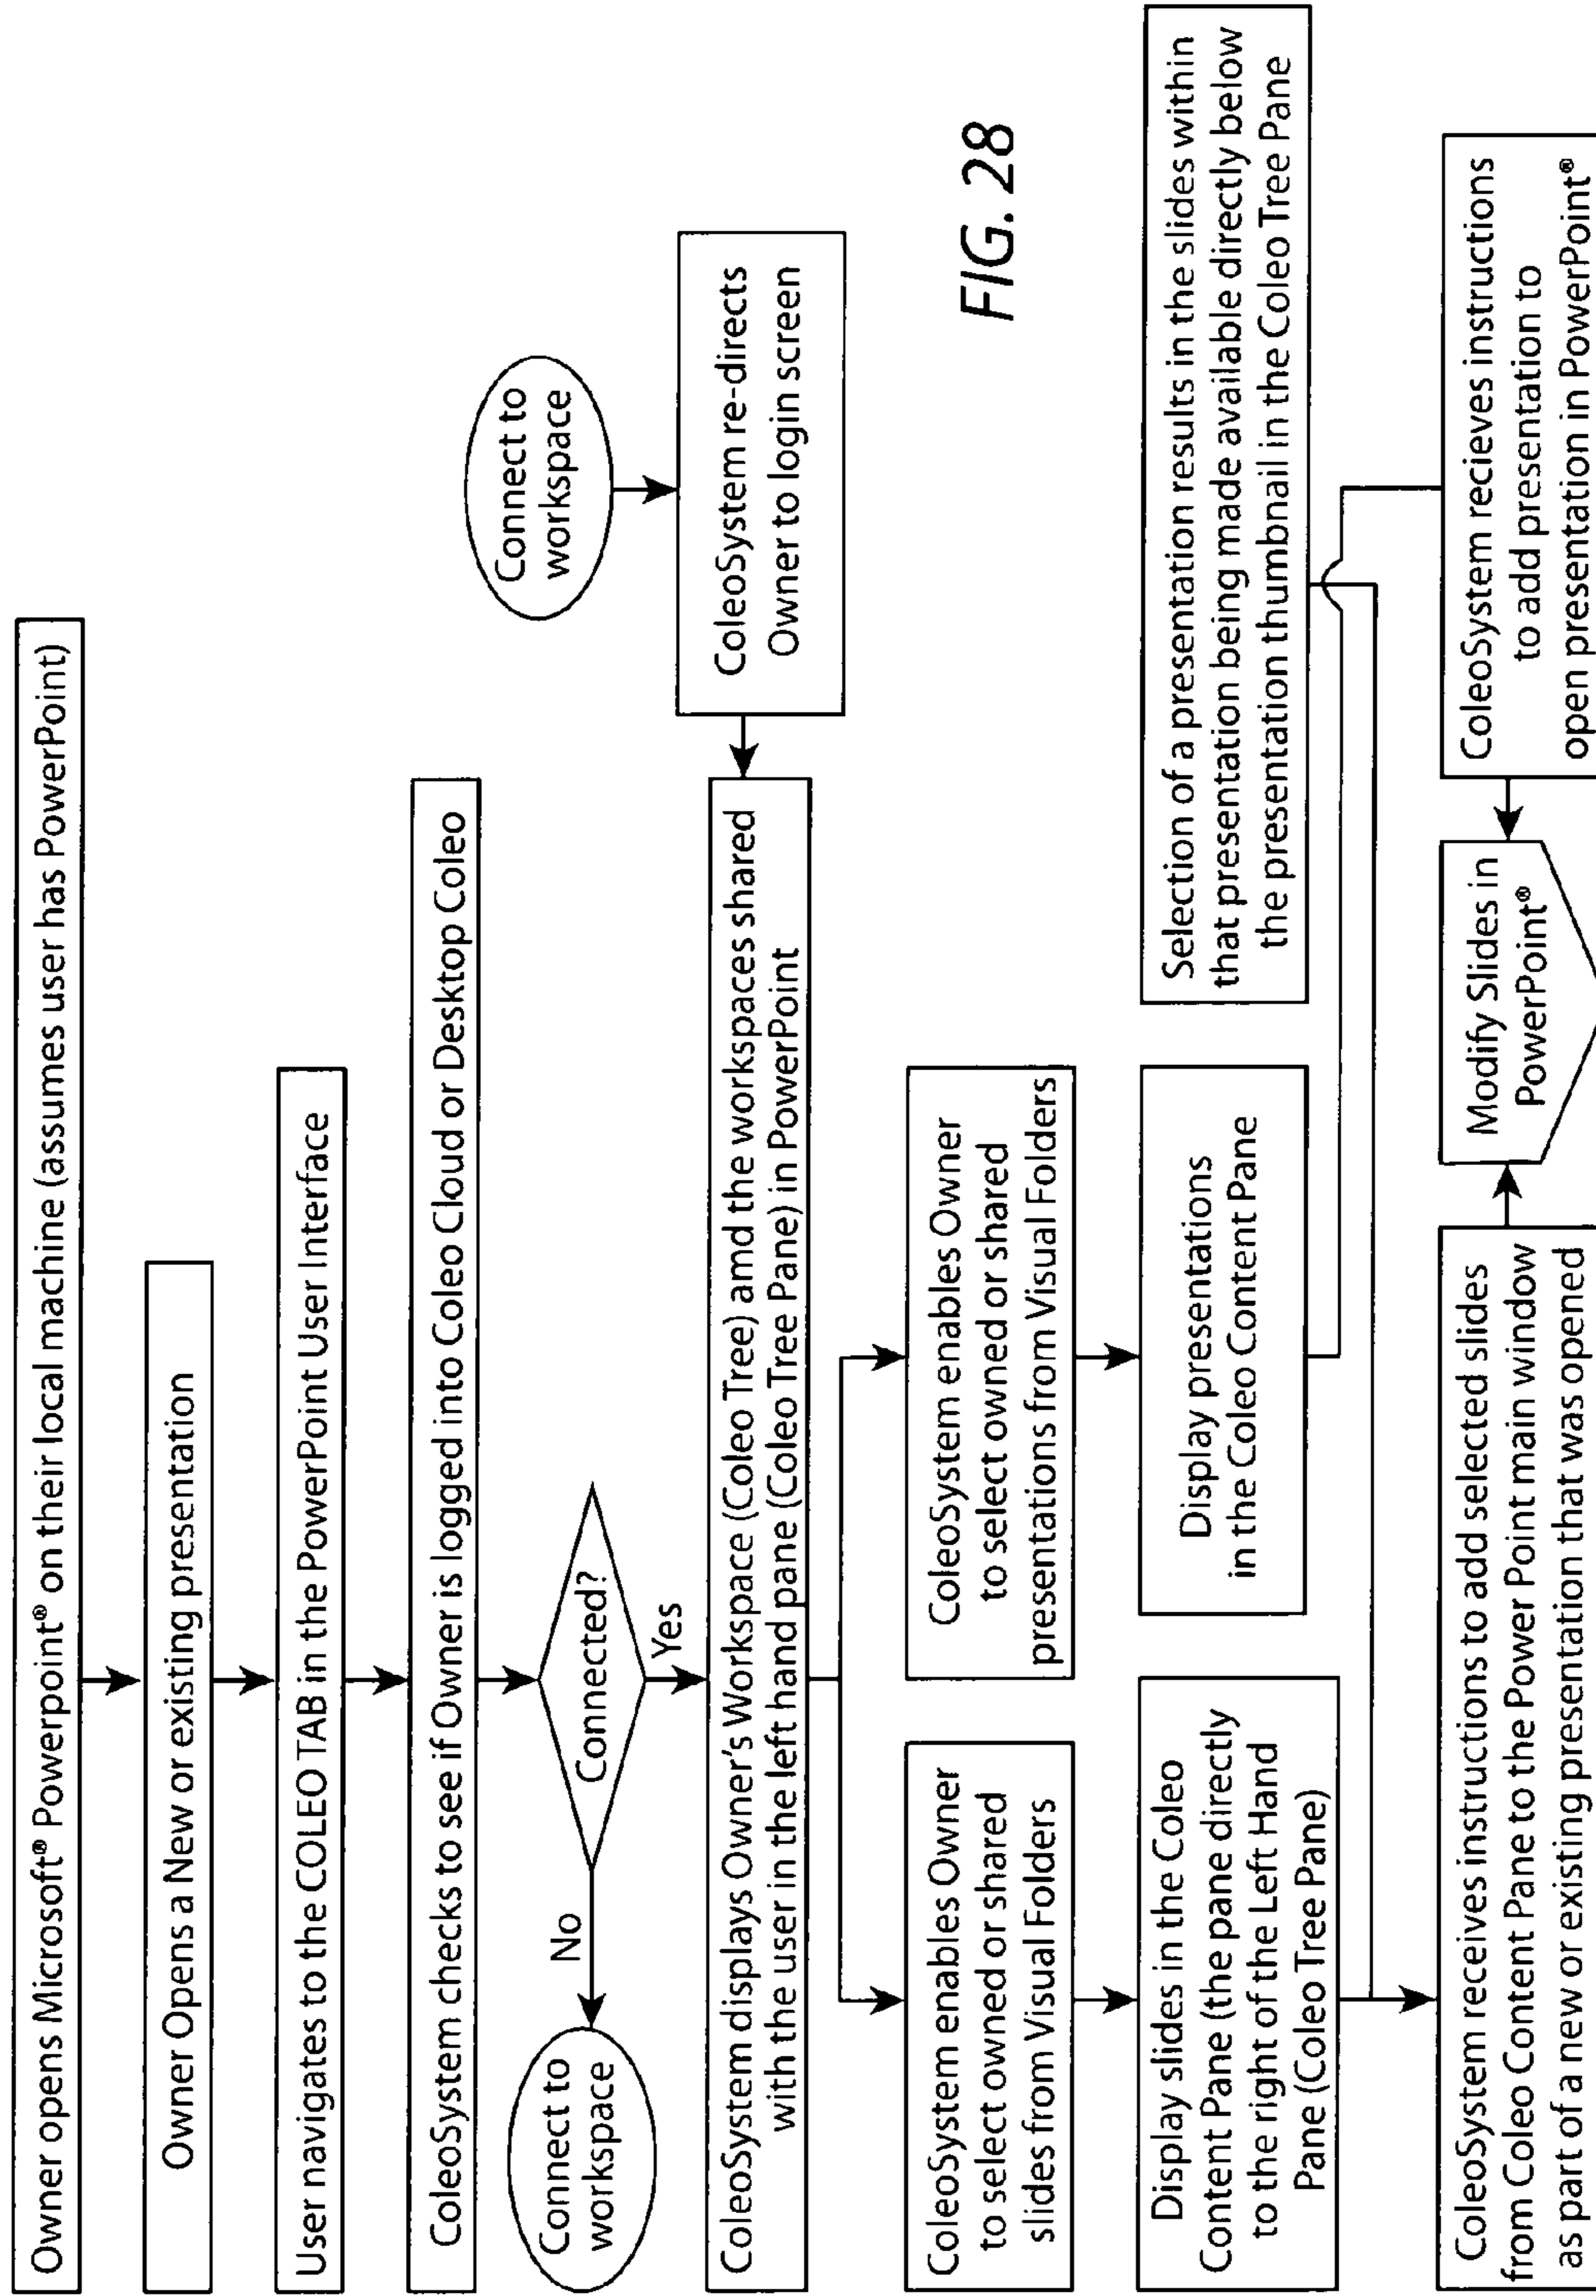 Owner opens Microsoft® Powerpoint® on their local machine (assumes user has PowerPoint)
Owner Opens a New or existing presentation
User navigates to the COLEO TAB in the PowerPoint User Interface
ColeoSystem checks to see if Owner is logged into Coleo Cloud or Desktop Coleo
Connected?
No
Yes
Connect to
workspace
Connect to
workspace
ColeoSystem re-directs
Owner to login screen
ColeoSystem displays Owner's Workspace (Coleo Tree) amd the workspaces shared
with the user in the left hand pane (Coleo Tree Pane) in PowerPoint
FIG. 28
ColeoSystem enables Owner
to select owned or shared
slides from Visual Folders
ColeoSystem enables Owner
to select owned or shared
presentations from Visual Folders
Display slides in the Coleo
Content Pane (the pane directly
to the right of the Left Hand
Pane (Coleo Tree Pane)
Display presentations
in the Coleo Content Pane
Selection of a presentation results in the slides within
that presentation being made available directly below
the presentation thumbnail in the Coleo Tree Pane
ColeoSystem receives instructions to add selected slides
from Coleo Content Pane to the Power Point main window
as part of a new or existing presentation that was opened
Modify Slides in
PowerPoint®
ColeoSystem recieves instructions
to add presentation to
open presentation in PowerPoint®